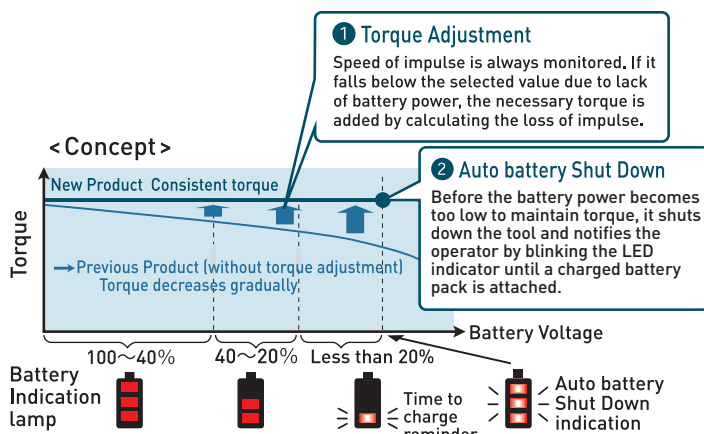 1 Torque Adjustment
Speed of impulse is always monitored. If it
falls below the selected value due to lack
of battery power, the necessary torque is
added by calculating the loss of impulse.
<Concept>
New Product Consistent torque
2 Auto battery Shut Down
Before the battery power becomes
too low to maintain torque, it shuts
down the tool and notifies the
operator by blinking the LED
indicator until a charged battery
pack is attached.
Torque
→Previous Product (without torque adjustment)
Torque decreases gradually
Battery Voltage
100～40%
40～20%
Less than 20%
Battery
Indication
lamp
Time to
charge
reminder
Auto battery
Shut Down
indication